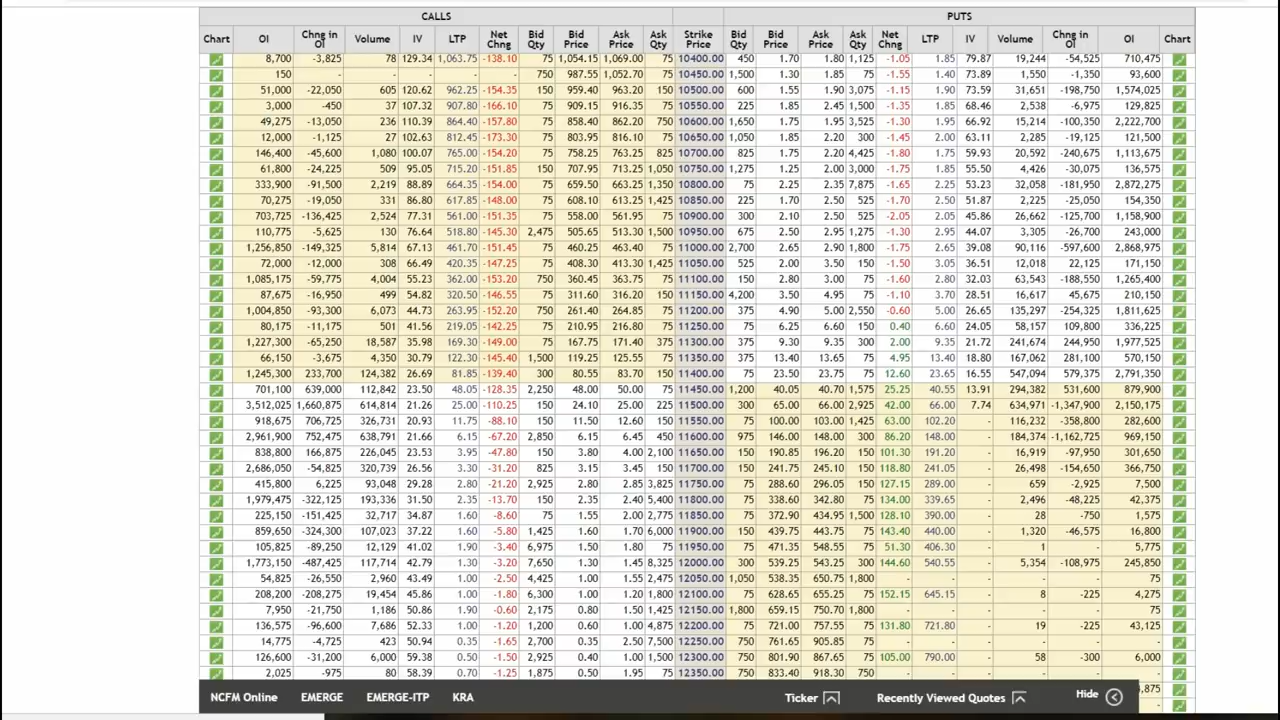 CALLS PUTS
Chart OI Chng in OI Volume IV LTP Net Chng Bid Qty Bid Price Ask Price Ask Qty Strike Price Bid Qty Bid Price Ask Price Ask Qty Net Chng LTP IV Volume Chng in OI OI Chart
8,700 -3,825 78 129.34 1,063.75 -138.10 75 1,054.15 1,069.00 75 10400.00 450 1.70 1.80 1,125 -1.05 1.85 79.87 19,244 -54,525 710,475
150 - - - - - 750 987.55 1,052.70 75 10450.00 1,500 1.30 1.85 75 -1.55 1.40 73.89 1,550 -1,350 93,600
51,000 -22,050 605 120.62 962.25 -154.35 150 959.40 963.20 150 10500.00 600 1.55 1.90 3,075 -1.15 1.90 73.59 31,651 -198,750 1,574,025
3,000 -450 37 107.32 907.80 -166.10 75 909.15 916.35 75 10550.00 225 1.85 2.45 1,500 -1.35 1.85 68.46 2,538 -6,975 129,825
49,275 -13,050 236 110.39 864.40 -157.80 150 858.40 862.20 750 10600.00 1,650 1.75 1.95 3,525 -1.30 1.95 66.92 15,214 -100,350 2,222,700
12,000 -1,125 27 102.63 812.45 -173.30 75 803.95 816.10 75 10650.00 1,050 1.85 2.20 300 -1.45 2.00 63.11 2,285 -19,125 121,500
146,400 -45,600 1,080 100.07 765.00 -154.20 75 758.25 763.25 825 10700.00 825 1.75 2.20 4,425 -1.80 1.75 59.93 20,592 -240,675 1,113,675
61,800 -24,225 509 95.05 715.20 -151.85 150 707.95 713.25 1,050 10750.00 1,275 1.25 2.00 3,000 -1.75 1.85 55.50 4,426 -30,075 136,575
333,900 -91,500 2,219 88.89 664.35 -154.00 75 659.50 663.25 1,350 10800.00 75 2.25 2.35 7,875 -1.65 2.25 53.23 32,058 -181,950 2,872,275
70,275 -19,050 331 86.80 617.85 -148.00 75 608.10 613.25 1,425 10850.00 225 1.70 2.50 525 -1.65 2.50 51.87 2,225 -25,050 154,350
703,725 -136,425 2,524 77.31 561.00 -151.35 75 558.00 561.95 75 10900.00 300 2.10 2.50 525 -2.05 2.05 45.86 26,662 -125,700 1,158,900
110,775 -5,625 130 76.64 518.80 -145.30 2,475 505.65 513.30 1,500 10950.00 675 2.50 2.95 1,275 -1.30 2.95 44.07 3,305 -26,700 243,000
1,256,850 -149,325 5,814 67.13 461.70 -151.45 75 460.25 463.40 75 11000.00 2,700 2.65 2.90 1,800 -1.75 2.65 39.08 90,116 -597,600 2,868,975
72,000 -12,000 308 66.49 420.35 -147.25 75 408.30 413.30 1,425 11050.00 525 2.00 3.50 150 -1.50 3.05 36.51 12,018 22,125 171,150
1,085,175 -59,775 4,004 55.23 362.00 -153.20 750 360.45 363.75 75 11100.00 150 2.80 3.00 75 -1.60 2.80 32.03 63,543 -188,550 1,265,400
87,675 -16,950 499 54.82 320.50 -146.55 75 311.60 316.20 150 11150.00 4,200 3.50 4.95 75 -1.10 3.70 28.51 16,617 45,675 210,150
1,004,850 -93,300 6,073 44.73 263.95 -152.20 750 261.40 264.85 75 11200.00 375 4.90 5.00 2,550 -0.60 5.00 26.65 135,297 -254,325 1,811,625
80,175 -11,175 501 41.56 219.05 -142.25 75 210.95 216.80 75 11250.00 75 6.25 6.60 150 0.40 6.60 24.05 58,157 109,800 336,225
1,227,300 -65,250 18,587 35.98 169.30 -149.00 75 167.75 171.40 375 11300.00 375 9.30 9.35 300 2.00 9.35 21.72 241,674 244,950 1,977,525
66,150 -3,675 4,350 30.79 122.30 -145.40 1,500 119.25 125.55 75 11350.00 375 13.40 13.65 75 4.95 13.40 18.80 167,062 281,100 570,150
1,245,300 233,700 124,382 26.69 81.85 -139.40 300 80.55 83.70 150 11400.00 75 23.50 23.75 75 12.60 23.65 16.55 547,094 579,375 2,791,350
701,100 639,000 112,842 23.50 48.05 -128.35 2,250 48.00 50.00 75 11450.00 1,200 40.05 40.70 1,575 25.25 40.55 13.91 294,382 531,600 879,900
3,512,025 1,660,875 614,814 21.26 25.00 -110.25 150 24.10 25.00 225 11500.00 300 65.00 66.00 2,925 42.00 66.00 7.74 634,971 -1,347,900 2,150,175
918,675 706,725 326,731 20.93 11.75 -88.10 150 11.50 12.60 150 11550.00 75 100.00 103.00 1,425 63.00 102.20 - 116,232 -358,800 282,600
2,961,900 752,475 638,791 21.66 6.15 -67.20 2,850 6.15 6.45 450 11600.00 975 146.00 148.00 300 86.20 148.00 - 184,374 -1,162,725 969,150
838,800 166,875 226,045 23.53 3.95 -47.80 150 3.80 4.00 2,100 11650.00 150 190.85 196.20 150 101.30 191.20 - 16,919 -97,950 301,650
2,686,050 -54,825 320,739 26.56 3.30 -31.20 825 3.15 3.45 150 11700.00 150 241.75 245.10 150 118.80 241.05 - 26,498 -154,650 366,750
415,800 6,225 93,048 29.28 2.80 -21.20 2,925 2.80 2.85 3,825 11750.00 75 288.60 296.05 150 127.15 289.00 - 659 -2,925 7,500
1,979,475 -322,125 193,336 31.50 2.35 -13.70 150 2.35 2.40 5,400 11800.00 75 338.60 342.80 75 134.00 339.65 - 2,496 -48,225 42,375
225,150 -151,425 32,717 34.87 1.60 -8.60 75 1.55 2.00 2,775 11850.00 75 372.90 434.95 1,500 128.10 390.00 - 28 -750 1,575
859,650 -324,300 107,023 37.22 1.60 -5.80 1,425 1.60 1.70 6,000 11900.00 150 439.75 443.75 75 143.40 440.00 - 1,320 -46,575 16,800
105,825 -89,250 12,129 41.02 1.90 -3.40 6,975 1.50 1.80 75 11950.00 75 471.35 548.55 75 51.30 406.30 - 1 - 5,775
1,773,150 -487,425 117,714 42.79 1.30 -3.20 7,650 1.30 1.45 8,325 12000.00 300 539.25 543.25 300 144.60 540.55 - 5,354 -108,975 245,850
54,825 -26,550 2,960 43.49 1.00 -2.50 4,425 1.00 1.55 2,475 12050.00 1,050 538.35 650.75 1,800 - - - - - 75
208,200 -208,275 19,454 45.86 1.00 -1.80 6,300 1.00 1.20 1,800 12100.00 75 628.65 655.25 75 152.15 645.15 - 8 -225 4,275
7,950 -21,750 1,186 50.86 1.90 -0.60 2,175 0.80 1.50 1,425 12150.00 1,800 659.15 750.70 1,800 - - - - - 75
136,575 -96,600 7,686 52.33 1.00 -1.20 1,200 0.60 1.00 4,875 12200.00 75 721.00 757.55 75 131.80 721.80 - 19 -225 43,125
14,775 -4,725 423 50.94 0.35 -1.65 2,700 0.35 2.50 7,500 12250.00 750 761.65 905.85 75 - - - - - -
126,600 -31,200 6,000 59.38 0.50 -1.50 2,925 0.40 1.00 1,500 12300.00 750 801.90 867.65 75 105.00 790.00 - 58 -300 6,000
2,025 -975 80 58.39 0.70 -1.25 1,875 0.50 1.95 75 12350.00 750 833.40 918.30 750 - - - - - -
NCFM Online EMERGE EMERGE-ITP KRA Ticker Recently Viewed Quotes Hide